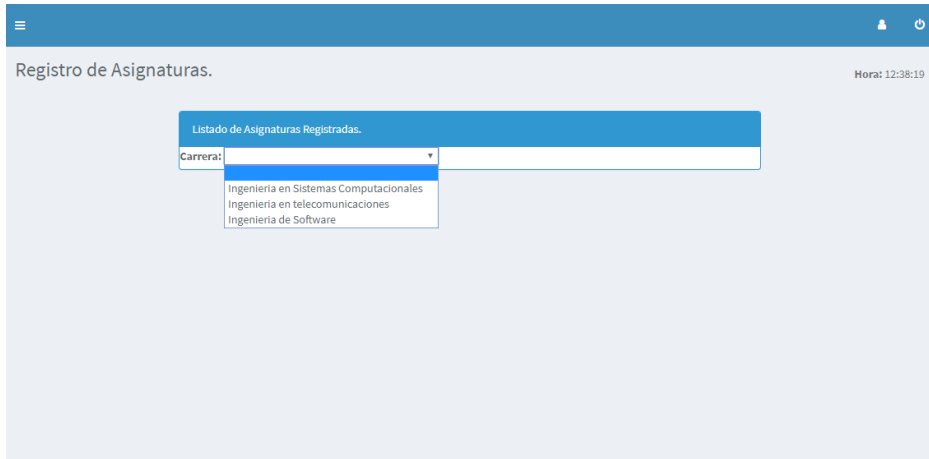 Registro de Asignaturas.
Hora: 12:38:19
Listado de Asignaturas Registradas.
Carrera:
Ingenieria en Sistemas Computacionales
Ingenieria en telecomunicaciones
Ingenieria de Software